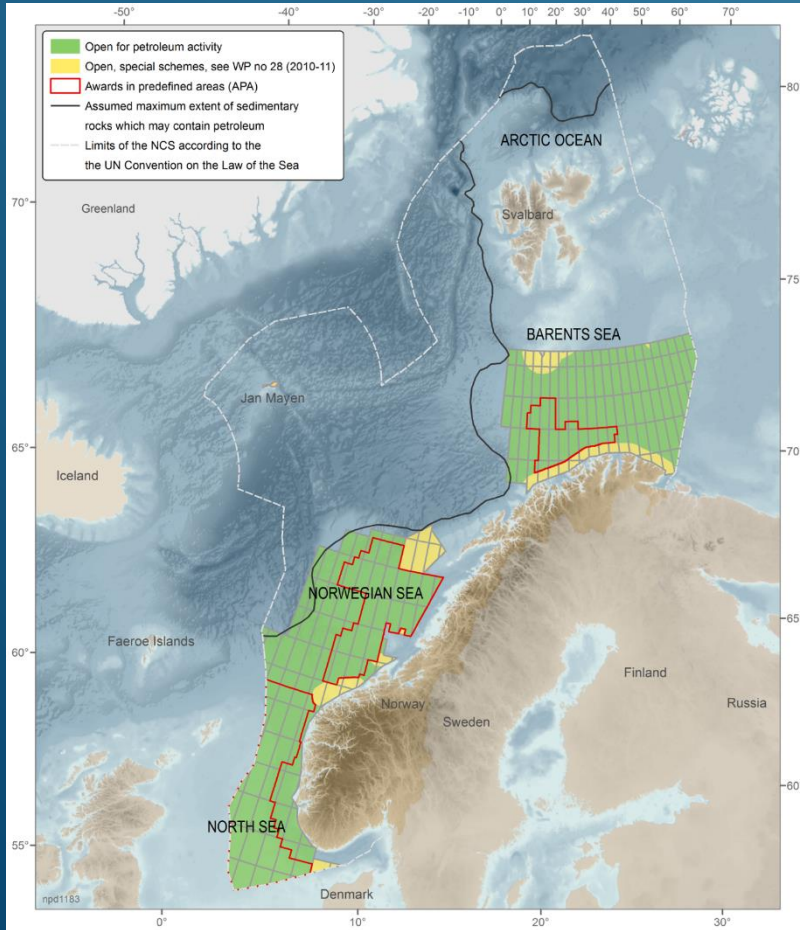 -50° -40° -30° -20° -10° 0° 10° 20° 30° 40° 50° 60° 70°
Open for petroleum activity
Open, special schemes, see WP no 28 (2010-11)
Awards in predefined areas (APA)
Assumed maximum extent of sedimentary
rocks which may contain petroleum
Limits of the NCS according to the
the UN Convention on the Law of the Sea
80°
ARCTIC OCEAN
70°
Greenland
Svalbard
75°
BARENTS SEA
Jan Mayen
65°
70°
Iceland
NORWEGIAN SEA
65°
Faeroe Islands
60°
Finland
Norway
Russia
Sweden
60°
NORTH SEA
55°
Denmark
npd1183
0° 10° 20° 30°